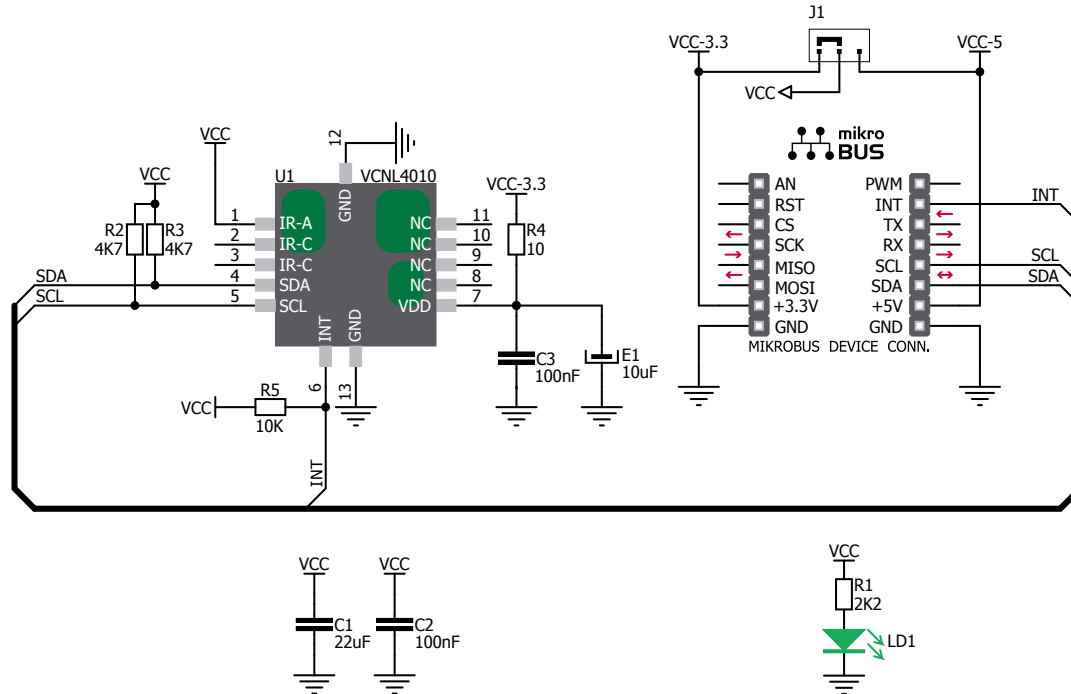 J1
VCC-3.3
VCC-5
VCC
mikro
BUS
AN
RST
CS
SCK
MISO
MOSI
+3.3V
GND
PWM
INT
TX
RX
SCL
SDA
+5V
GND
MIKROBUS DEVICE CONN.
INT
SCL
SDA
VCC
VCC
12
U1
VCNL4010
GND
R2
4K7
R3
4K7
1
2
3
4
5
IR-A
IR-C
IR-C
SDA
SCL
NC
NC
NC
NC
VDD
11
10
9
8
7
INT
GND
6
13
SDA
SCL
VCC-3.3
R4
10
C3
100nF
E1
10uF
VCC
R5
10K
INT
VCC
C1
22uF
VCC
C2
100nF
VCC
R1
2K2
LD1